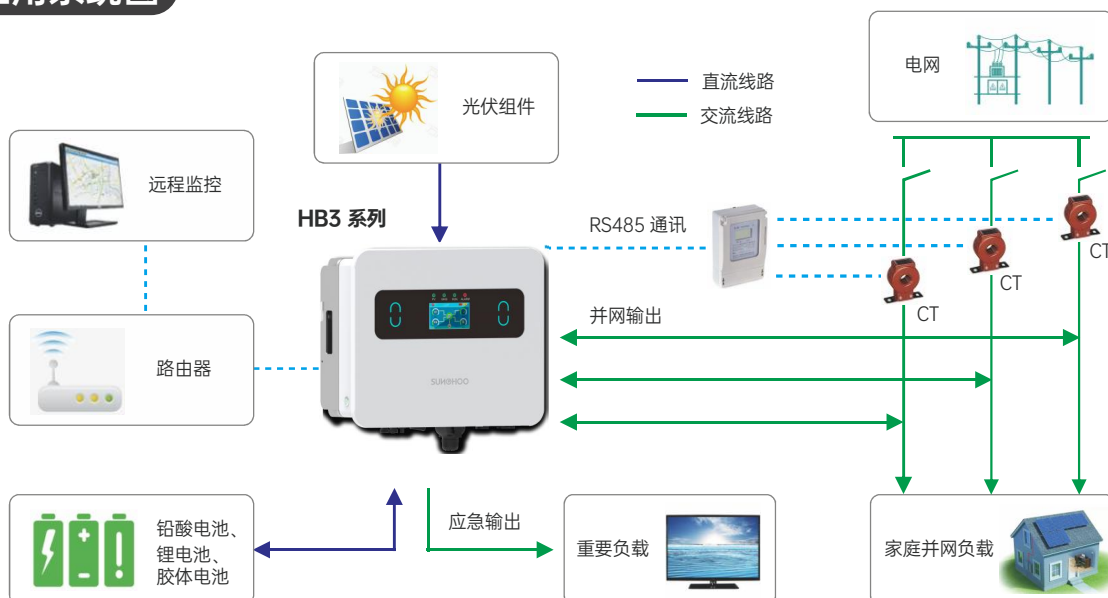 用系统图
电网
光伏组件
直流线路
交流线路
远程监控
HB3 系列
RS485 通讯
CT
CT
CT
并网输出
路由器
SUNSHOO
应急输出
铅酸电池、
锂电池、
胶体电池
重要负载
家庭并网负载